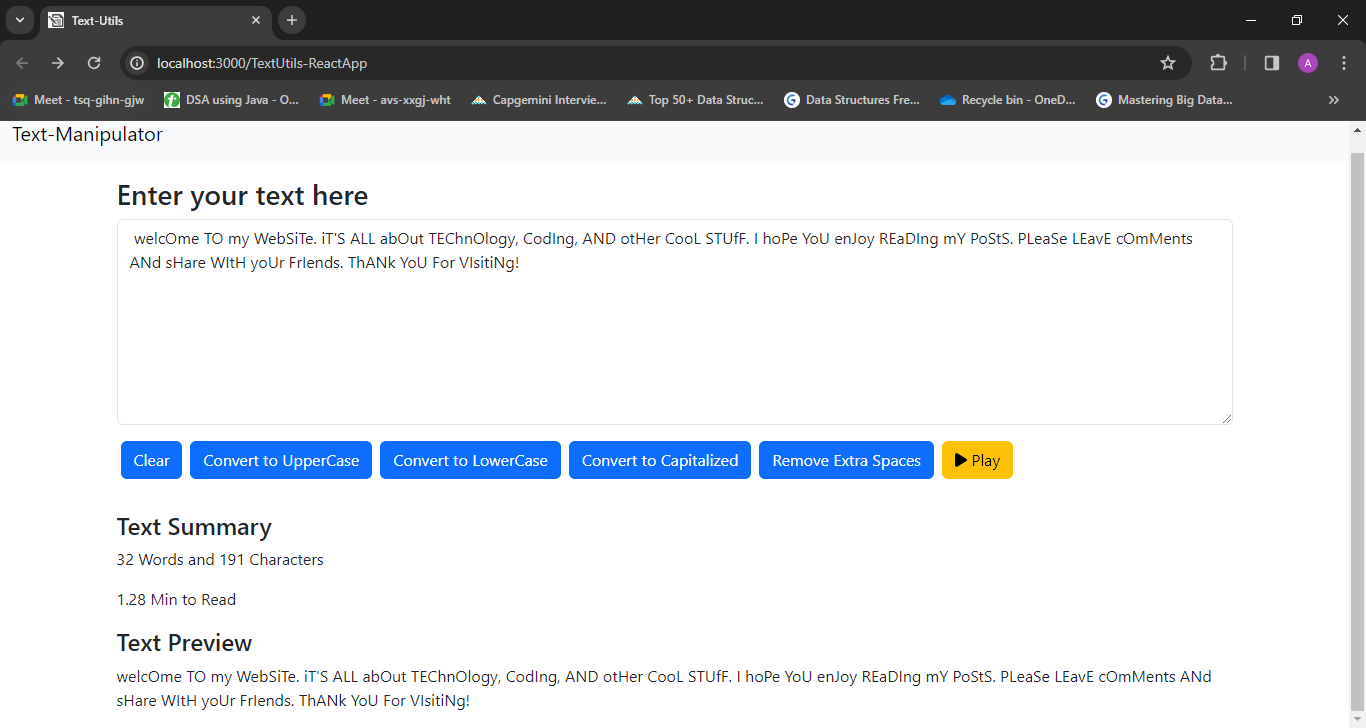 Text-Utils
localhost:3000/TextUtils-ReactApp
A
Meet - tsq-gihn-gjw
DSA using Java - O...
Meet - avs-xxgj-wht
Capgemini Intervie...
Top 50+ Data Struc...
Data Structures Fre...
Recycle bin - OneD...
Mastering Big Data...
Text-Manipulator
Enter your text here
welcOme TO my WebSiTe. iT'S ALL abOut TEChnOlogy, CodIng, AND otHer CooL STUfF. I hoPe YoU enJoy REaDIng mY PoStS. PLeaSe LEavE cOmMents
ANd sHare WItH yoUr FrIends. ThANk YoU For VIsitiNg!
Clear
Convert to UpperCase
Convert to LowerCase
Convert to Capitalized
Remove Extra Spaces
Play
Text Summary
32 Words and 191 Characters
1.28 Min to Read
Text Preview
welcOme TO my WebSiTe. iT'S ALL abOut TEChnOlogy, CodIng, AND otHer CooL STUfF. I hoPe YoU enJoy REaDIng mY PoStS. PLeaSe LEavE cOmMents ANd
sHare WItH yoUr FrIends. ThANk YoU For VIsitiNg!